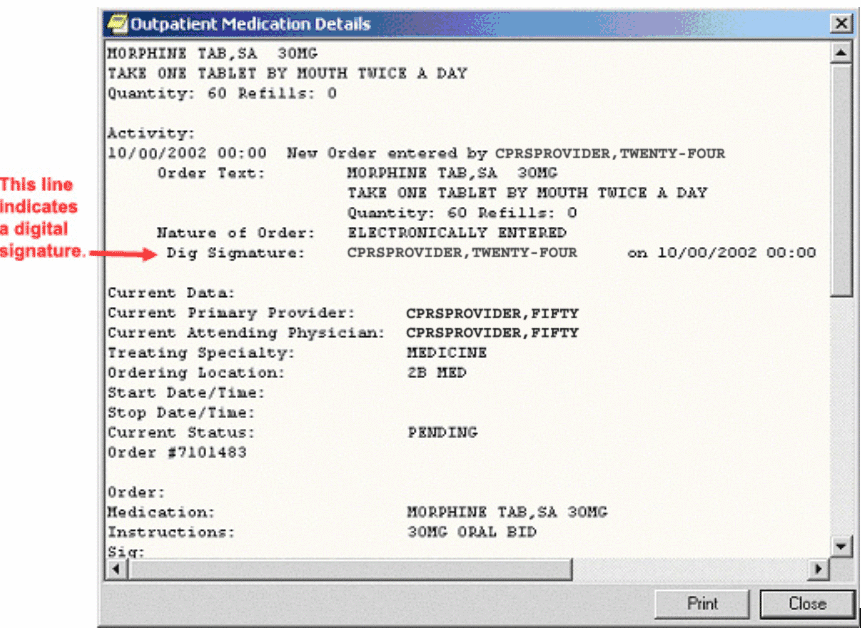 Outpatient Medication Details
MORPHINE TAB,SA 30MG
TAKE ONE TABLET BY MOUTH TWICE A DAY
Quantity: 60 Refills: 0
Activity:
10/00/2002 00:00 New Order entered by CPRSPROVIDER,TWENTY-FOUR
Order Text: MORPHINE TAB,SA 30MG
TAKE ONE TABLET BY MOUTH TWICE A DAY
Quantity: 60 Refills: 0
Nature of Order: ELECTRONICALLY ENTERED
Dig Signature: CPRSPROVIDER,TWENTY-FOUR on 10/00/2002 00:00
This line
indicates
a digital
signature.
Current Data:
Current Primary Provider: CPRSPROVIDER,FIFTY
Current Attending Physician: CPRSPROVIDER,FIFTY
Treating Specialty: MEDICINE
Ordering Location: 2B MED
Start Date/Time:
Stop Date/Time:
Current Status: PENDING
Order #7101483
Order:
Medication: MORPHINE TAB,SA 30MG
Instructions: 30MG ORAL BID
Sig:
Print Close